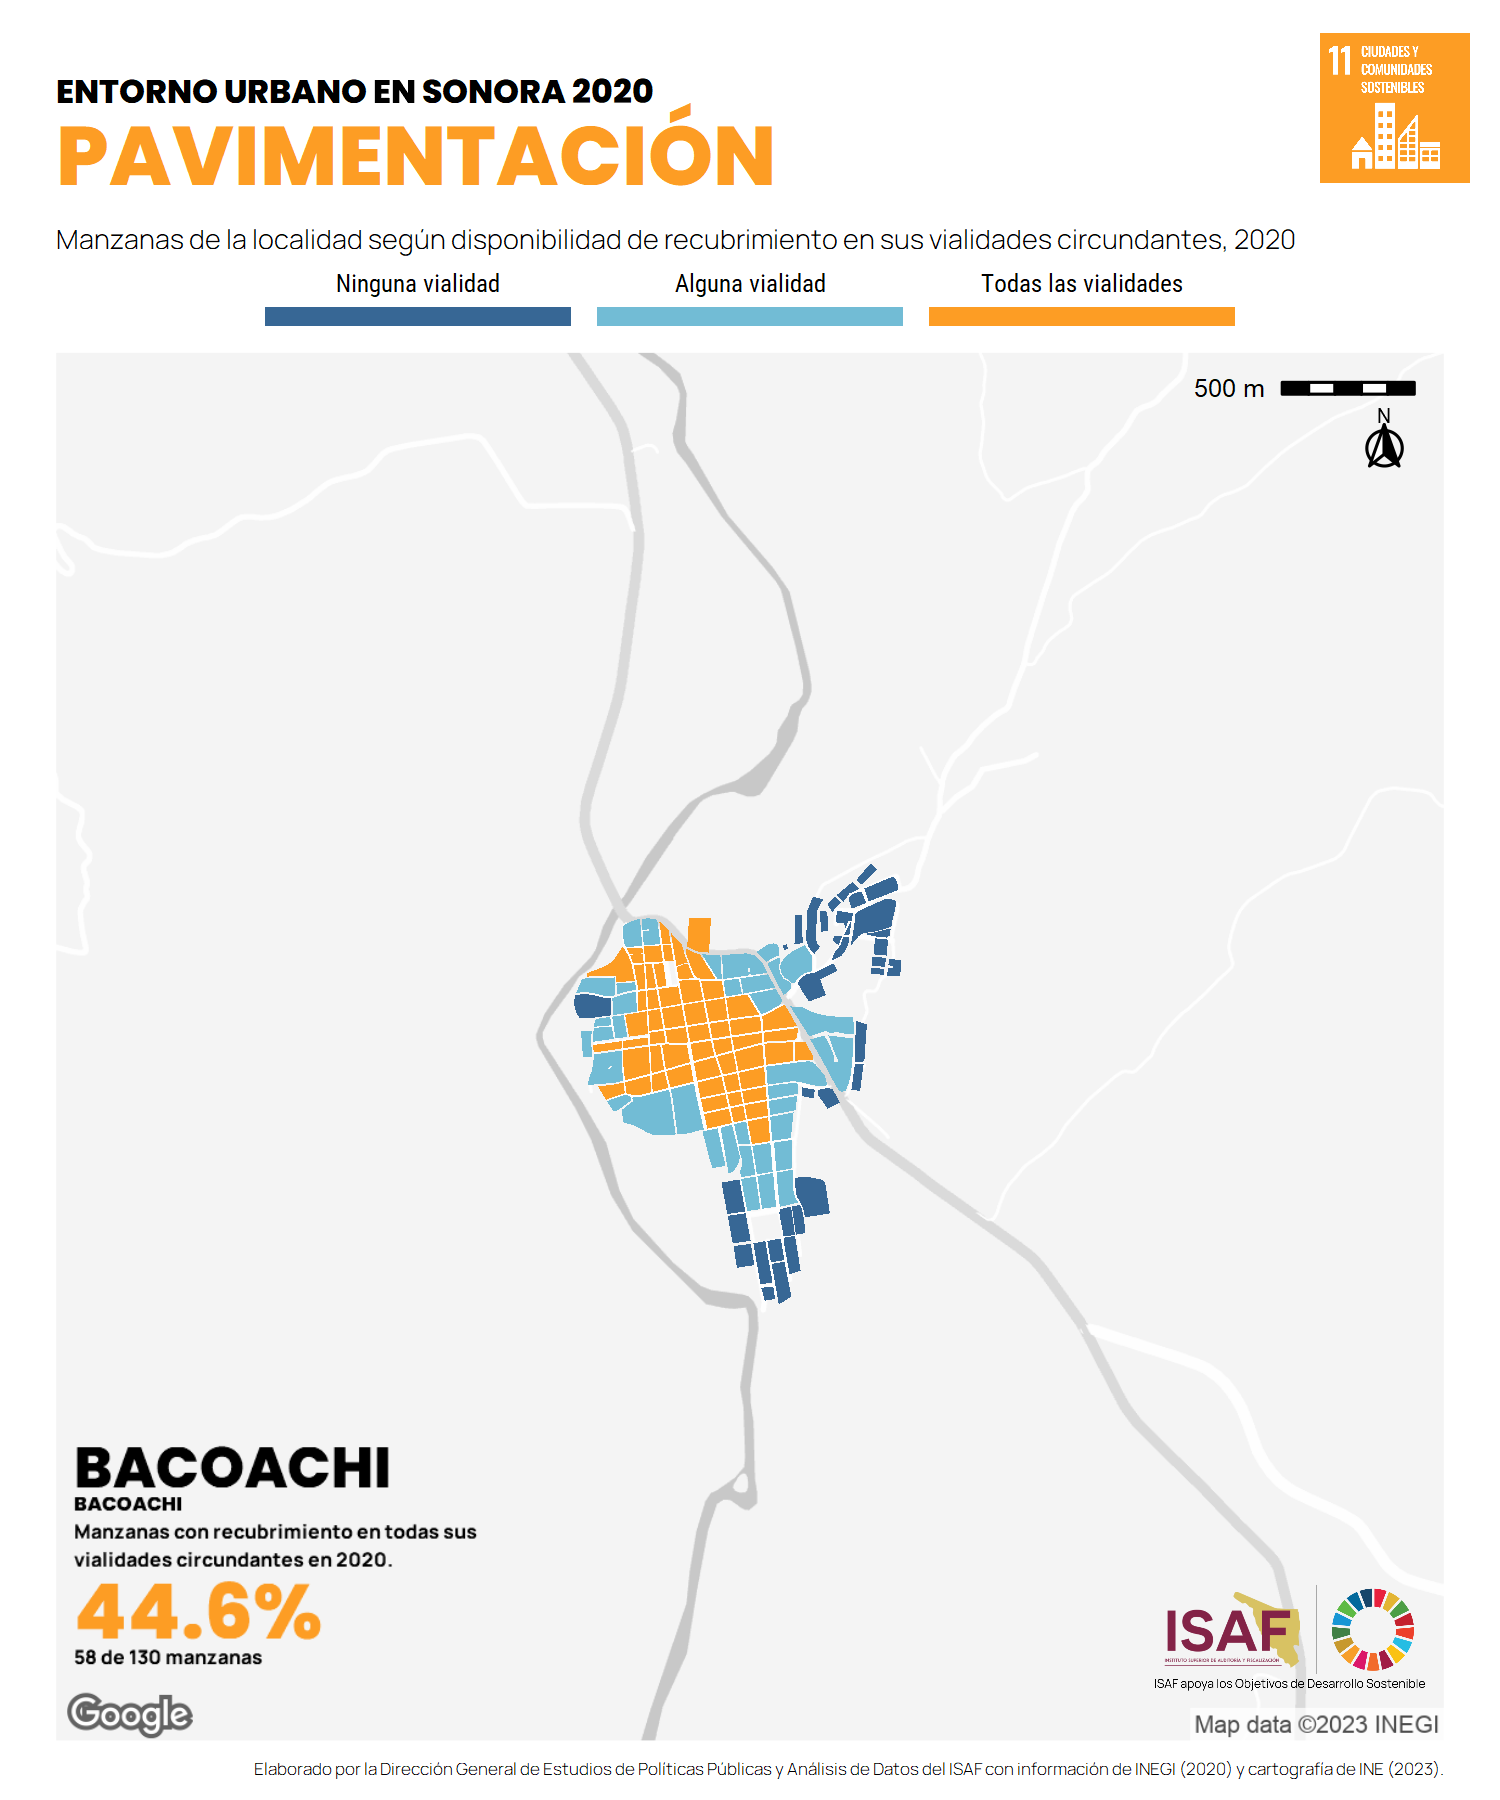 11 CIUDADES Y
COMUNIDADES
SOSTENIBLES
ENTORNO URBANO EN SONORA 2020
PAVIMENTACIÓN
Manzanas de la localidad según disponibilidad de recubrimiento en sus vialidades circundantes, 2020
Ninguna vialidad Alguna vialidad Todas las vialidades
500 m
N
BACOACHI
BACOACHI
Manzanas con recubrimiento en todas sus
vialidades circundantes en 2020.
44.6%
58 de 130 manzanas
Google
ISAF
INSTITUTO SUPERIOR DE AUDITORÍA Y FISCALIZACIÓN
ISAF apoya los Objetivos de Desarrollo Sostenible
Map data ©2023 INEGI
Elaborado por la Dirección General de Estudios de Políticas Públicas y Análisis de Datos del ISAF con información de INEGI (2020) y cartografía de INE (2023).